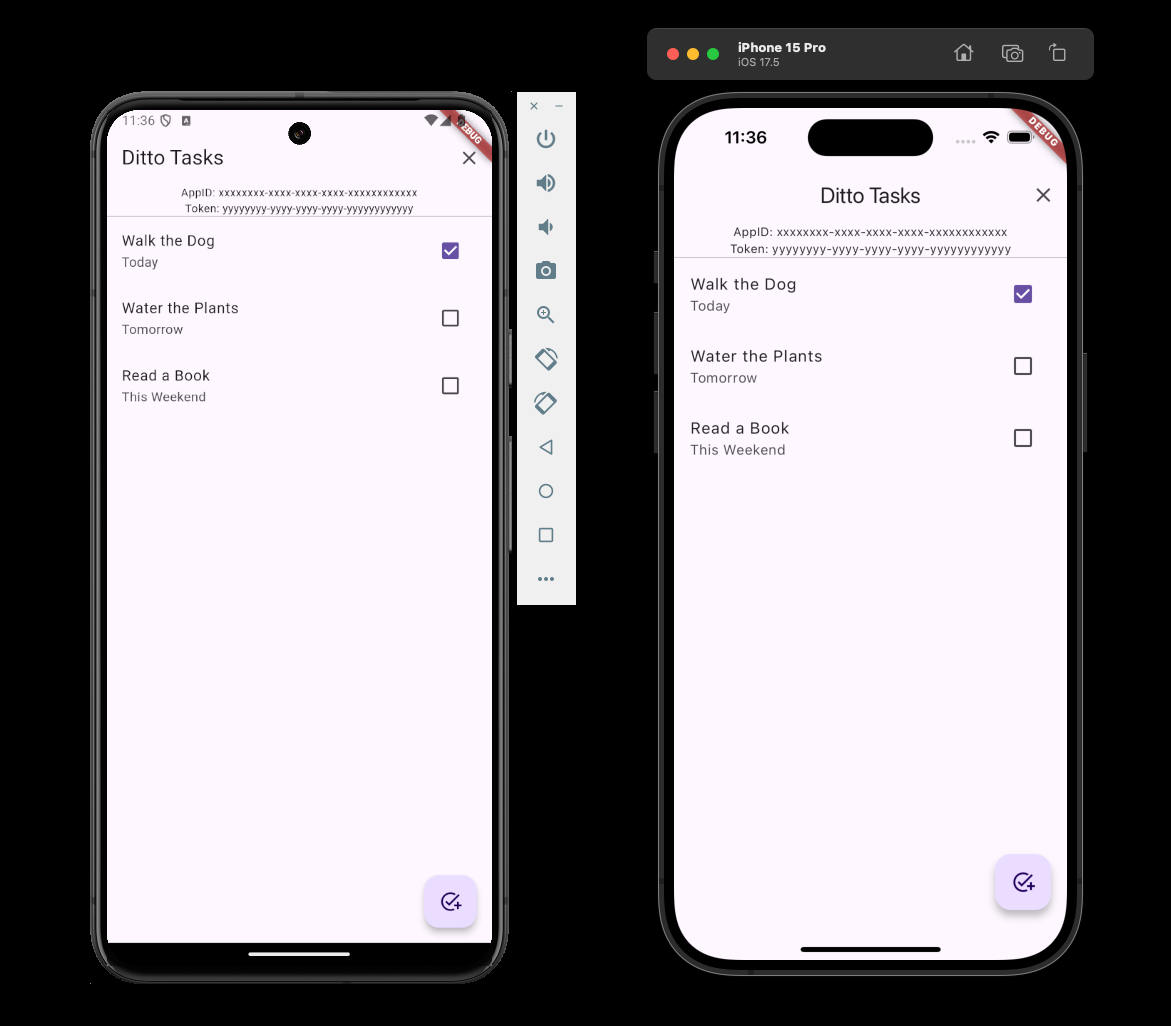 11:36
DEBUG
Ditto Tasks
AppID: xxxxxxxx-xxxx-xxxx-xxxx-xxxxxxxxxxxx
Token: yyyyyyyy-yyyy-yyyy-yyyy-yyyyyyyyyyyy
Walk the Dog
Today
Water the Plants
Tomorrow
Read a Book
This Weekend
iPhone 15 Pro
iOS 17.5
11:36
DEBUG
Ditto Tasks
AppID: xxxxxxxx-xxxx-xxxx-xxxx-xxxxxxxxxxxx
Token: yyyyyyyy-yyyy-yyyy-yyyy-yyyyyyyyyyyy
Walk the Dog
Today
Water the Plants
Tomorrow
Read a Book
This Weekend